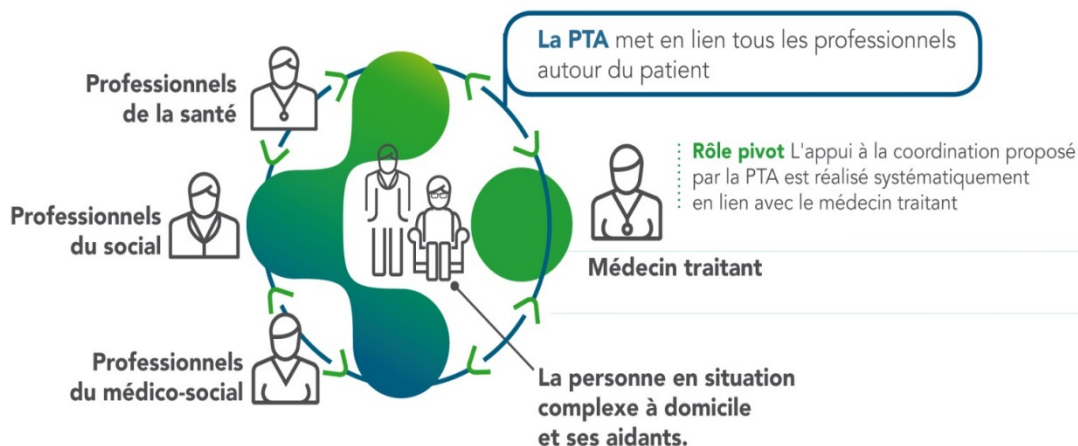 La PTA met en lien tous les professionnels
autour du patient
Professionnels
de la santé
Rôle pivot L'appui à la coordination proposé
par la PTA est réalisé systématiquement
en lien avec le médecin traitant
Professionnels
du social
Médecin traitant
Professionnels
du médico-social
La personne en situation
complexe à domicile
et ses aidants.